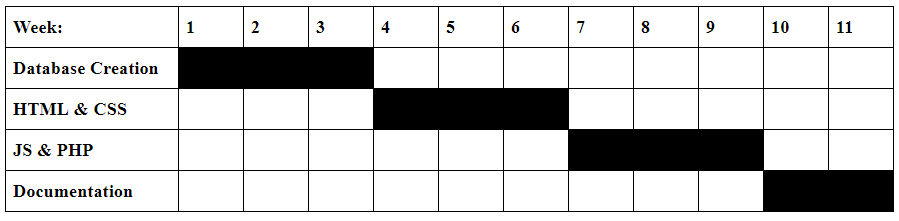 Week: 1 2 3 4 5 6 7 8 9 10 11
Database Creation
HTML & CSS
JS & PHP
Documentation